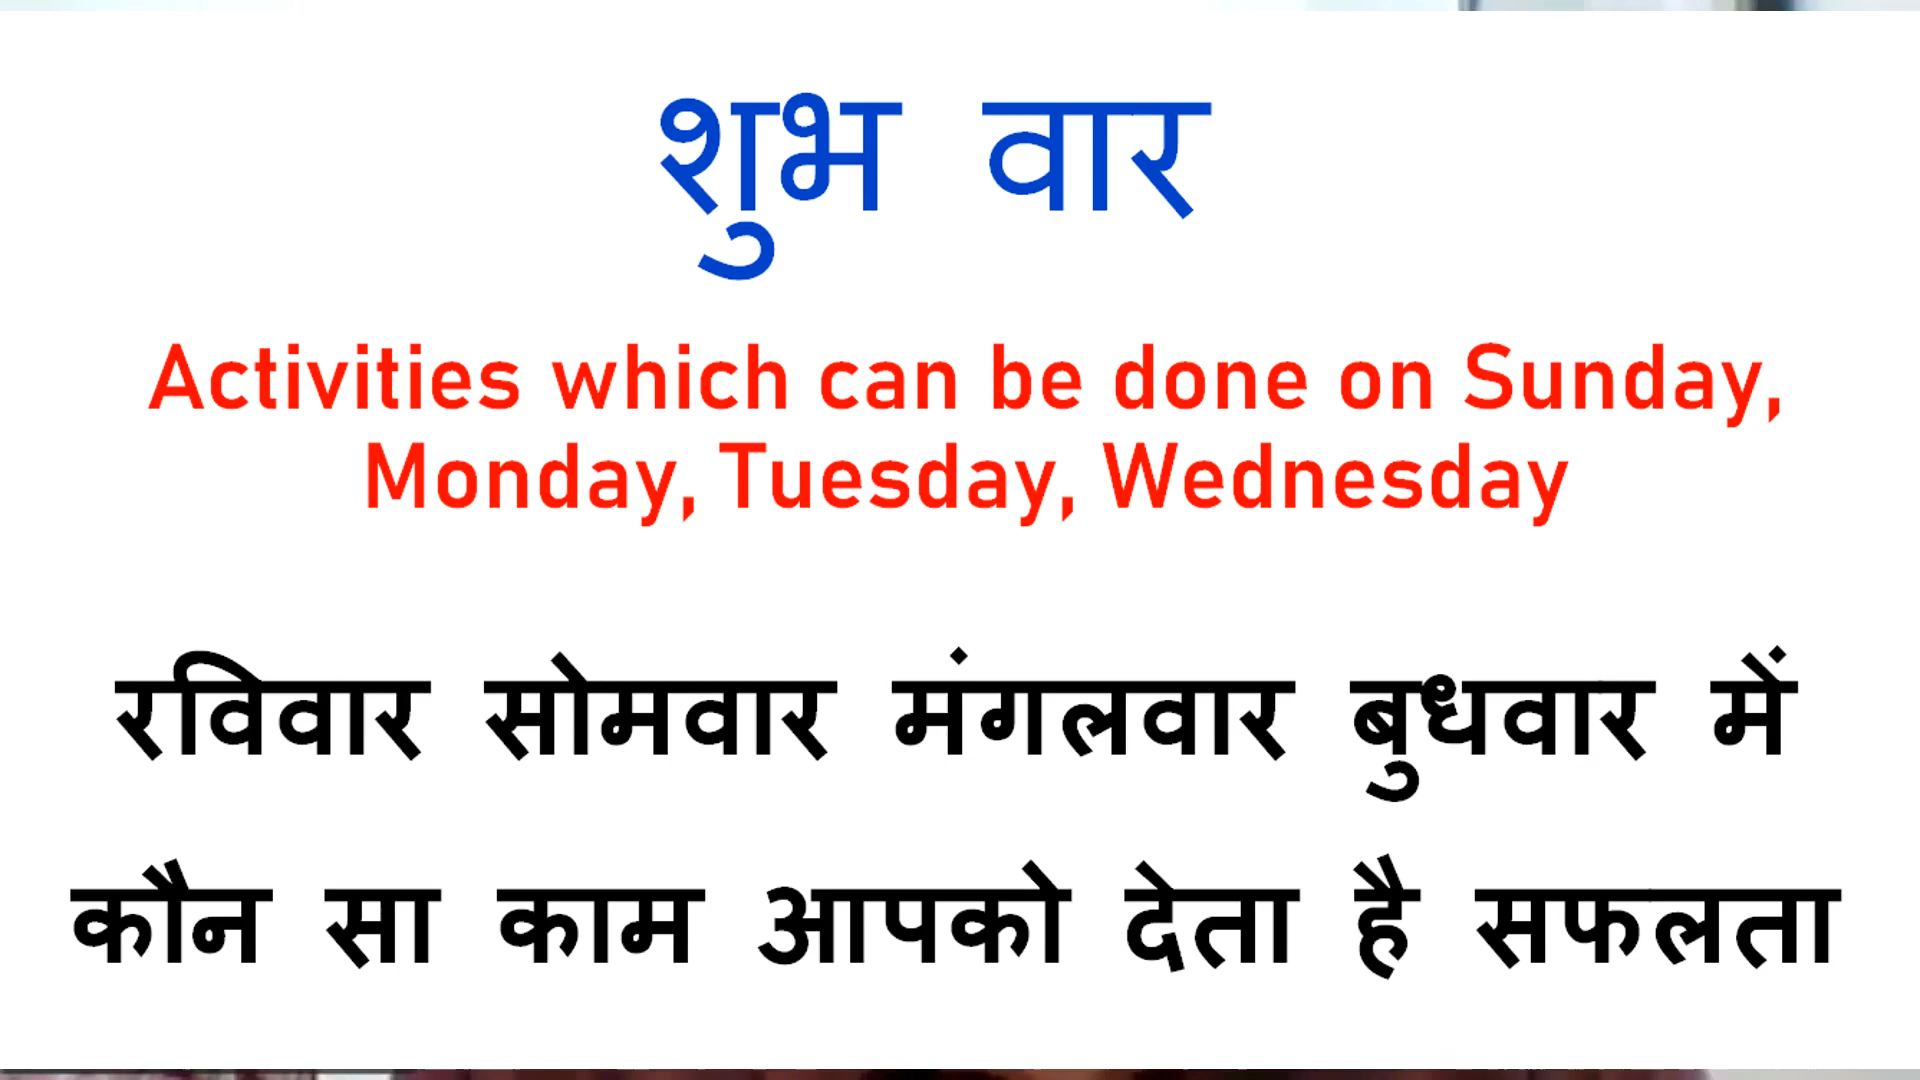 शुभ वार
Activities which can be done on Sunday,
Monday, Tuesday, Wednesday
रविवार सोमवार मंगलवार बुधवार में
कौन सा काम आपको देता है सफलता